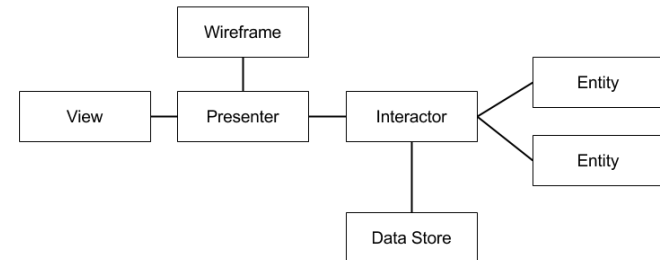 Wireframe
View
Presenter
Interactor
Entity
Entity
Data Store